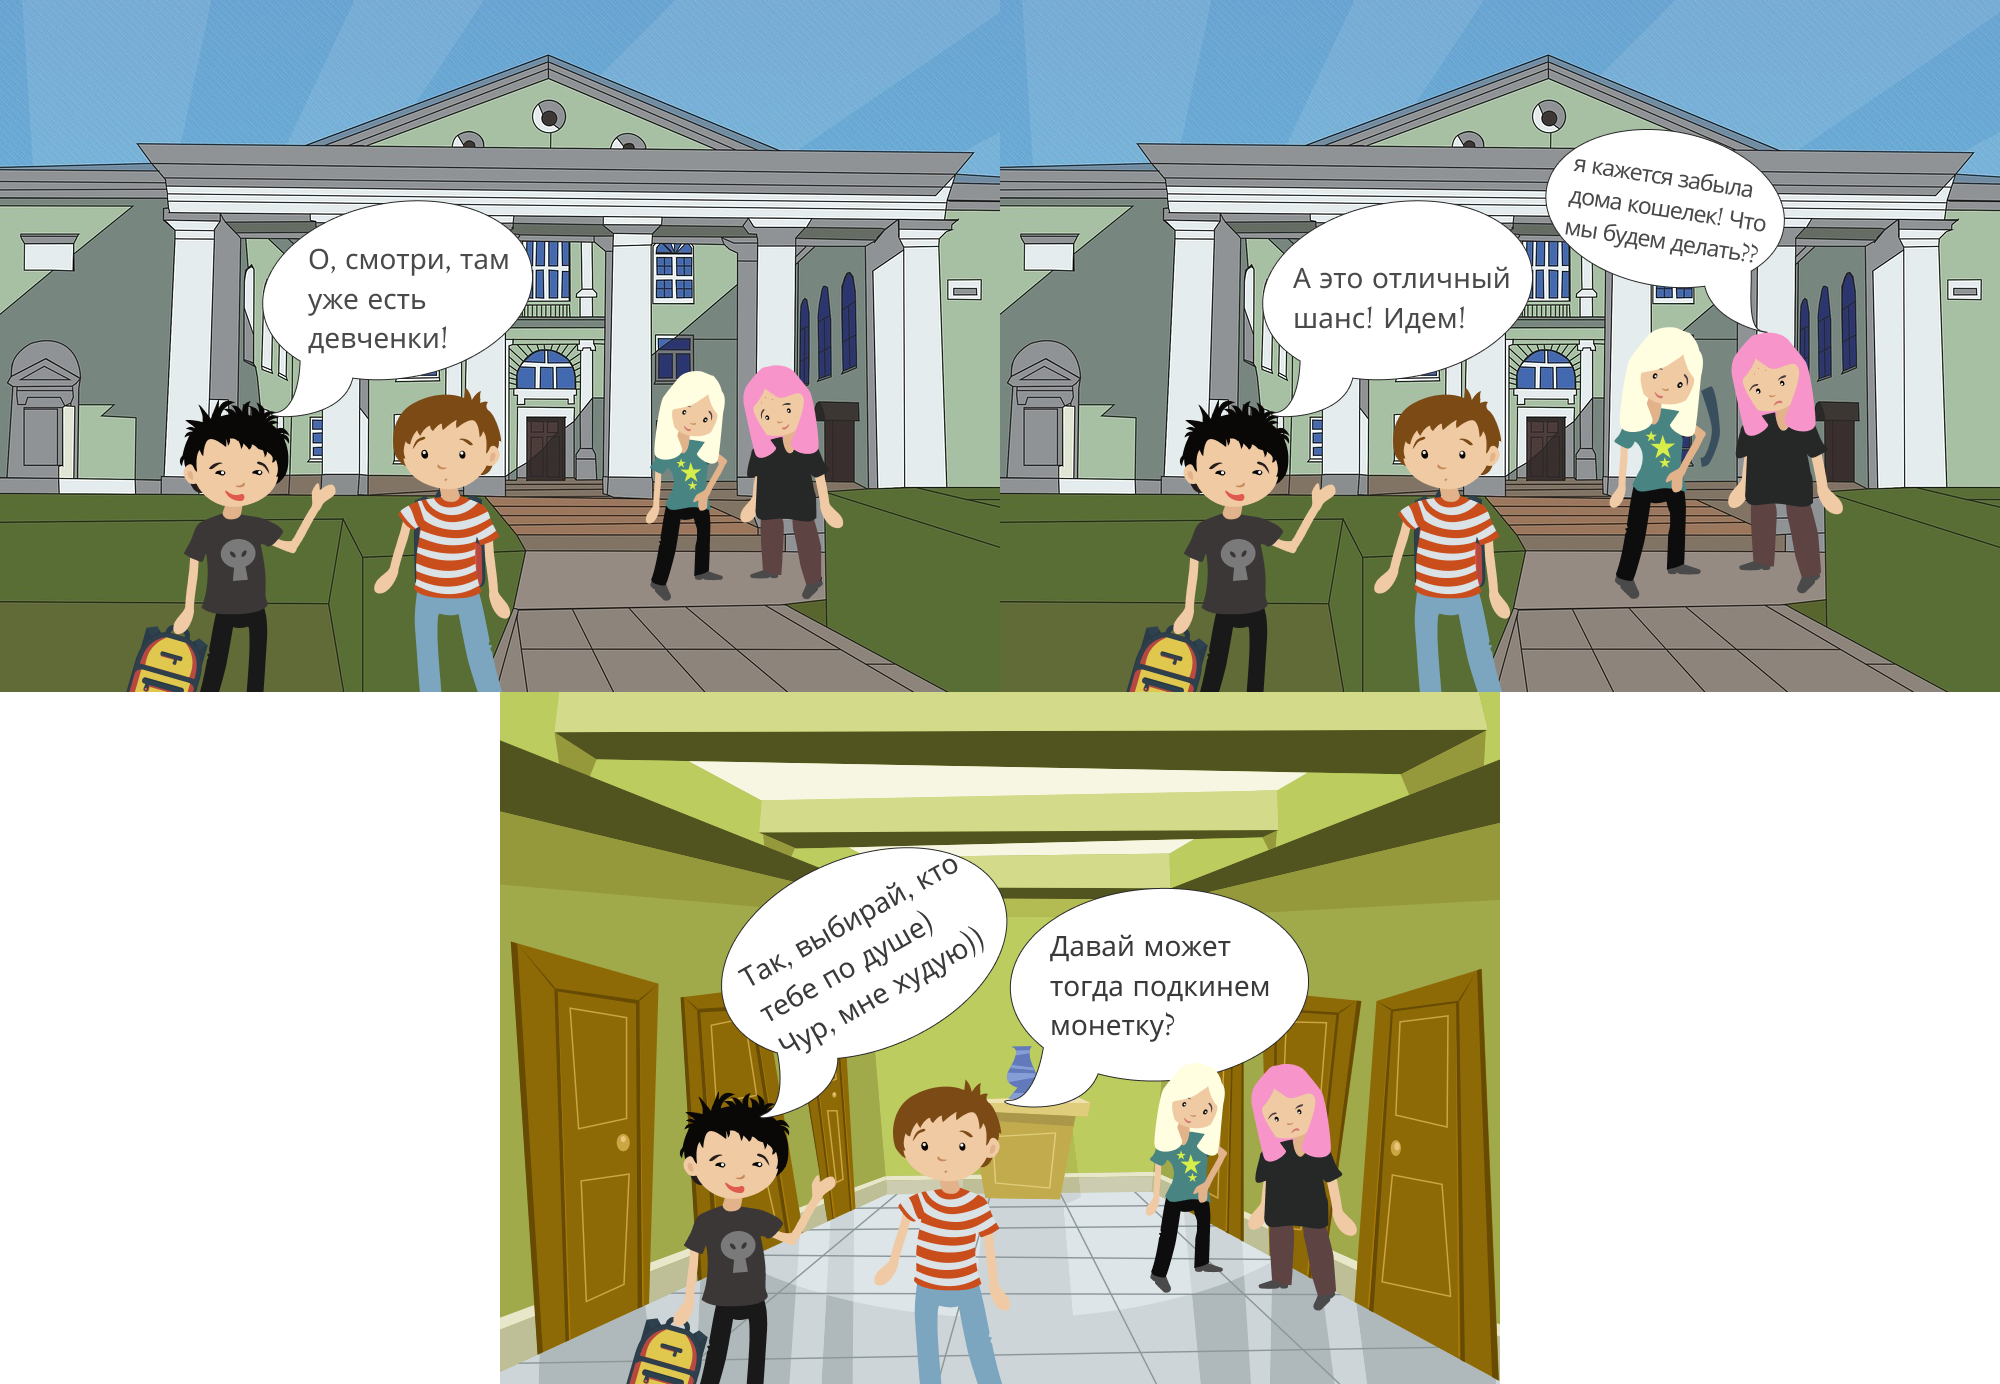 О, смотри, там
уже есть
девченки!
А это отличный
шанс! Идем!
я кажется забыла
дома кошелек! Что
мы будем делать??
Так, выбирай, кто
тебе по душе)
Чур, мне худую))
Давай может
тогда подкинем
монетку?